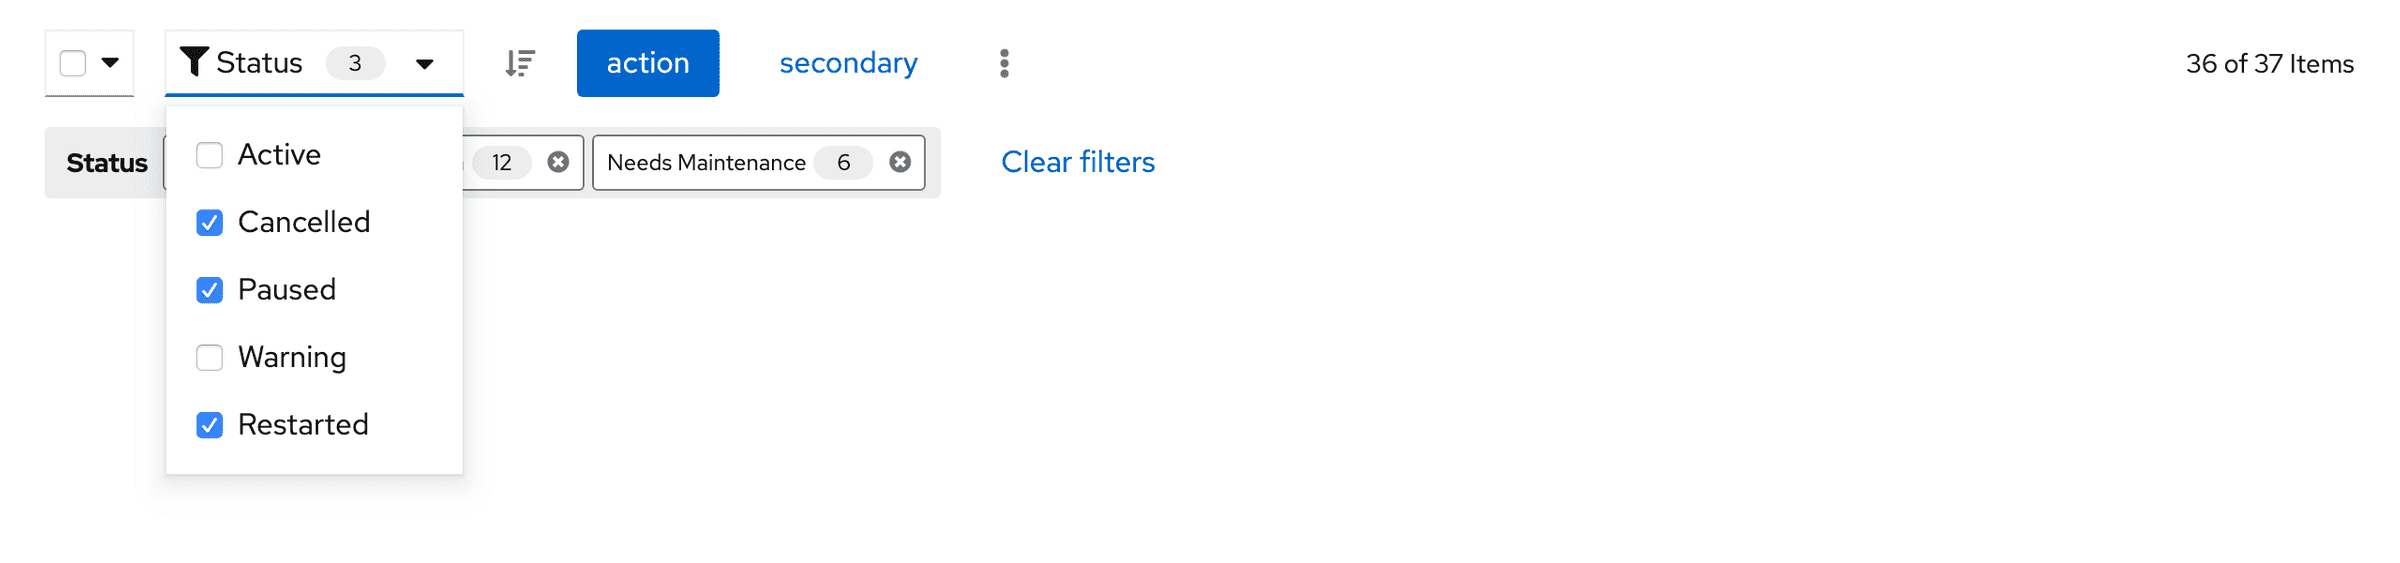 Status 3 action secondary 36 of 37 Items
Status 12 Needs Maintenance 6 Clear filters
Active
Cancelled
Paused
Warning
Restarted